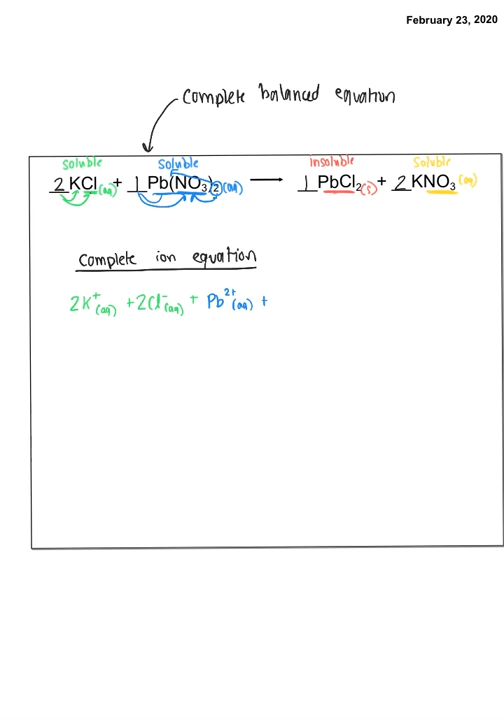 February 23, 2020
Complete balanced equation
Soluble Soluble Insoluble Soluble
2 KCl(aq) + 1 Pb(NO₃)₂(aq) → 1 PbCl₂(s) + 2 KNO₃(aq)
Complete ion equation
2K⁺(aq) + 2Cl⁻(aq) + Pb²⁺(aq) +